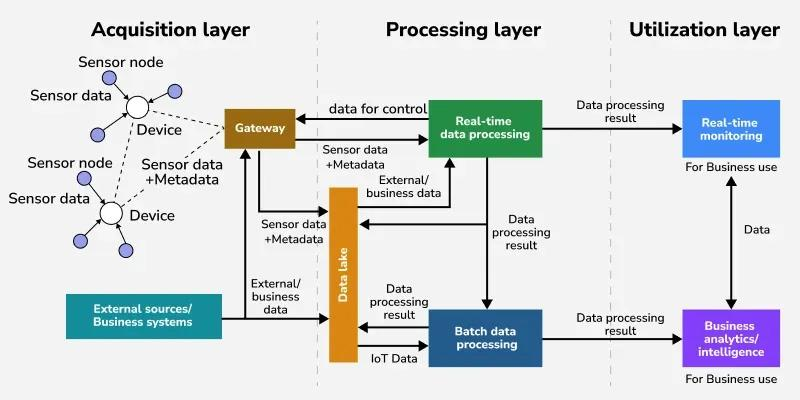 Acquisition layer
Processing layer
Utilization layer
Sensor node
Sensor data
Device
Gateway
data for control
Real-time
data processing
Data processing
result
Real-time
monitoring
For Business use
Sensor node
Sensor data
+Metadata
Sensor data
+Metadata
External/
business data
Sensor data
Device
Sensor data
+Metadata
Data processing
result
Data
Data lake
External/
business
data
External sources/
Business systems
Data
processing
result
Batch data
processing
IoT Data
Data processing
result
Business
analytics/
intelligence
For Business use